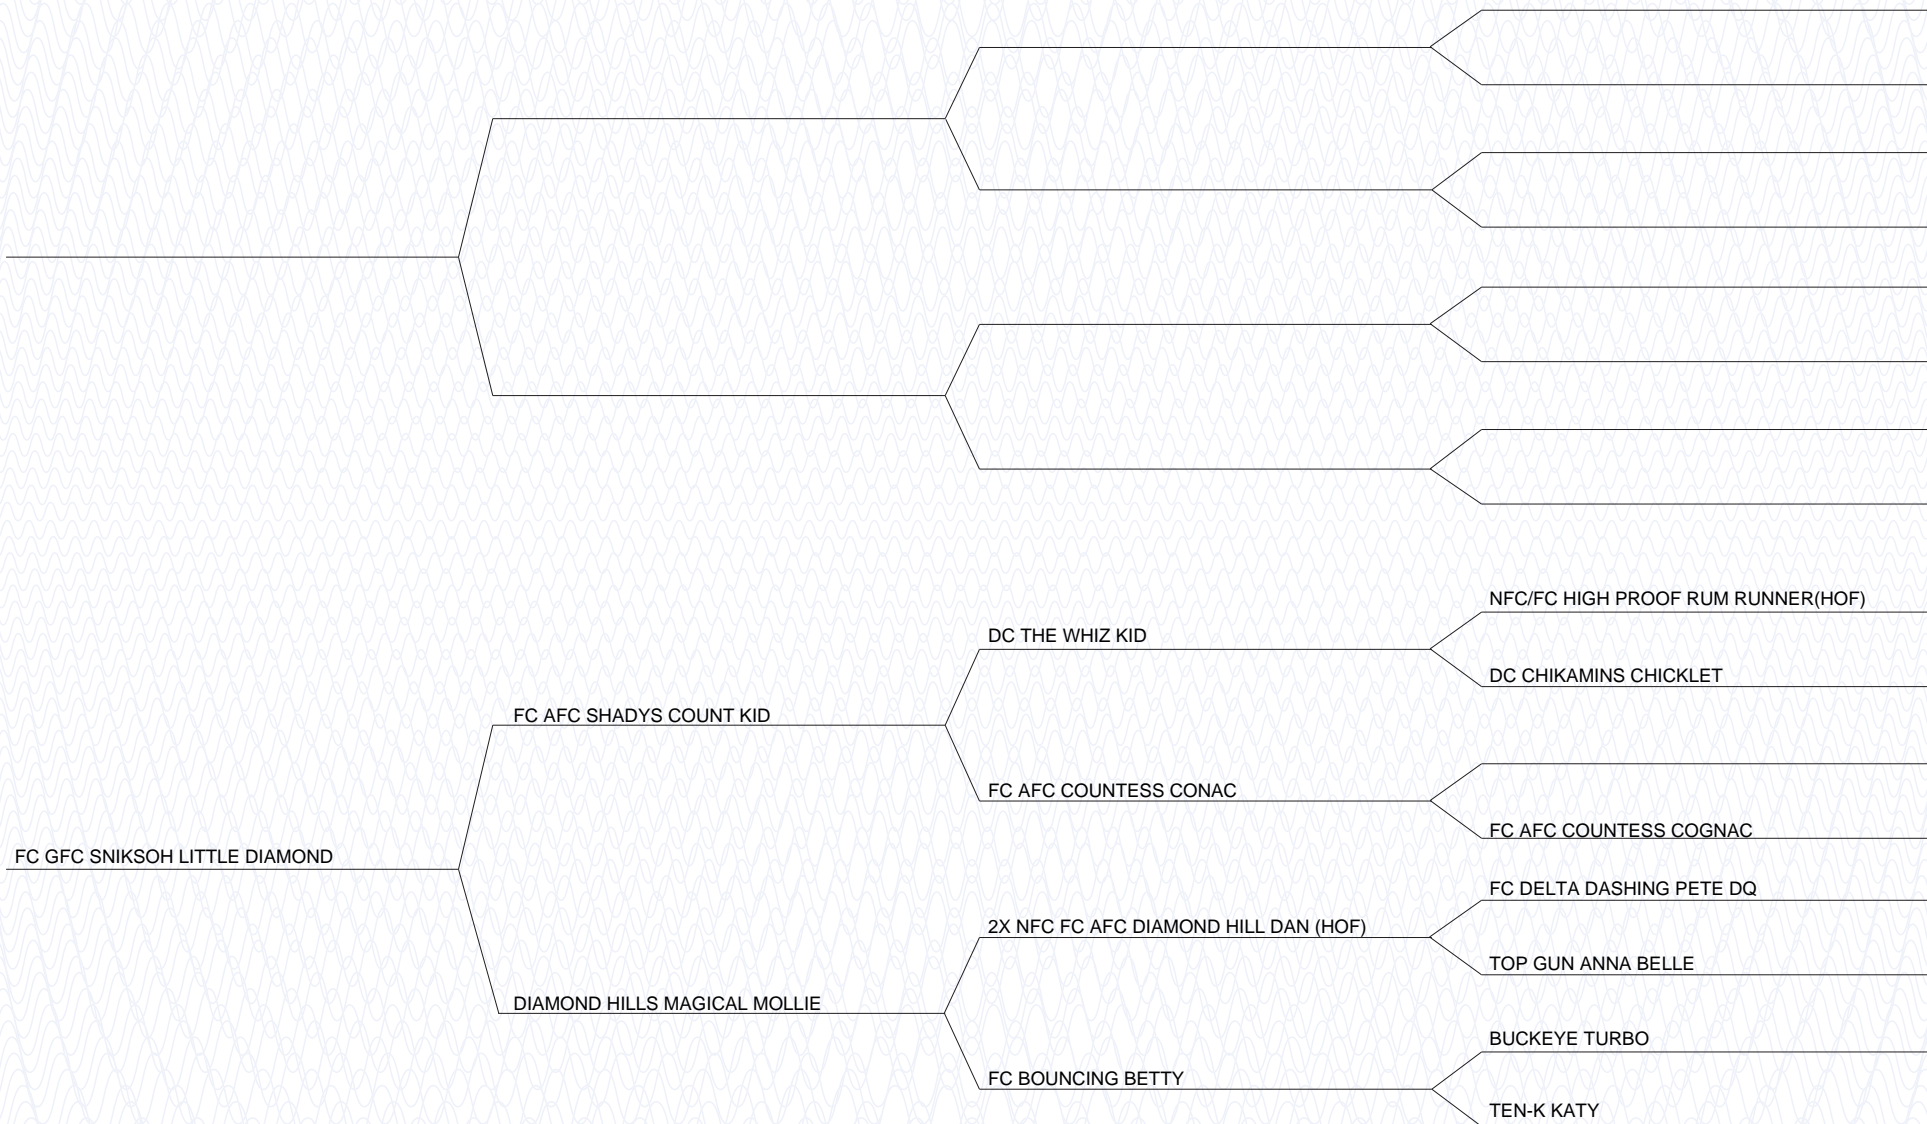 NFC/FC HIGH PROOF RUM RUNNER(HOF)
DC THE WHIZ KID
DC CHIKAMINS CHICKLET
FC AFC SHADYS COUNT KID
FC AFC COUNTESS CONAC
FC AFC COUNTESS COGNAC
FC GFC SNIKSOH LITTLE DIAMOND
FC DELTA DASHING PETE DQ
2X NFC FC AFC DIAMOND HILL DAN (HOF)
TOP GUN ANNA BELLE
DIAMOND HILLS MAGICAL MOLLIE
BUCKEYE TURBO
FC BOUNCING BETTY
TEN-K KATY